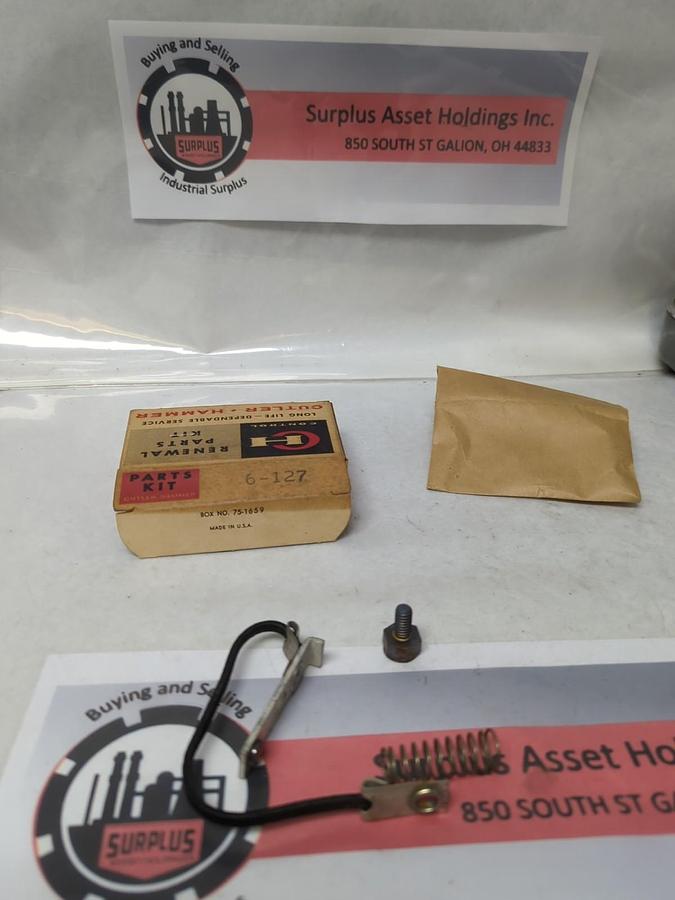 Buying and Selling
SURPLUS
Industrial Surplus
Surplus Asset Holdings Inc.
850 SOUTH ST GALION, OH 44833
CUTLER • HAMMER
LONG LIFE - DEPENDABLE SERVICE
CONTROL
CH
RENEWAL
PARTS
KIT
PARTS
KIT
6-127
BOX NO. 75-1659
MADE IN U.S.A.
Buying and Selling
SURPLUS
Asset Ho
850 SOUTH ST GA